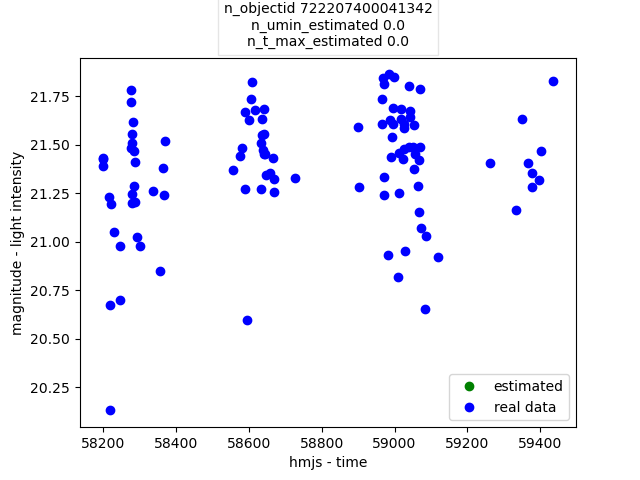 n_objectid 722207400041342
n_umin_estimated 0.0
n_t_max_estimated 0.0
21.75
21.50
21.25
21.00
20.75
20.50
20.25
magnitude - light intensity
estimated
real data
58200 58400 58600 58800 59000 59200 59400
hmjs - time